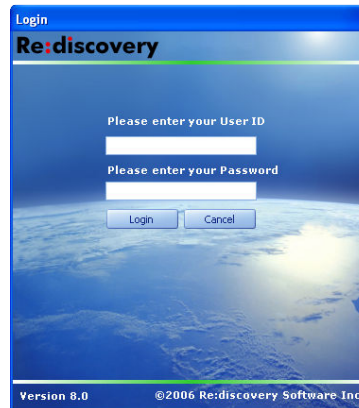 Login
Re:discovery
Please enter your User ID
Please enter your Password
Login Cancel
Version 8.0 ©2006 Re:discovery Software Inc